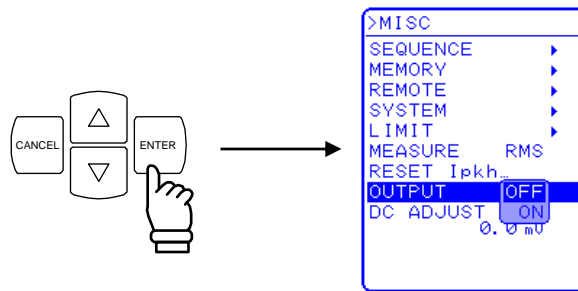 CANCEL
ENTER
>MISC
SEQUENCE
MEMORY
REMOTE
SYSTEM
LIMIT
MEASURE RMS
RESET Ipkh…
OUTPUT OFF
DC ADJUST ON
0.0 mV